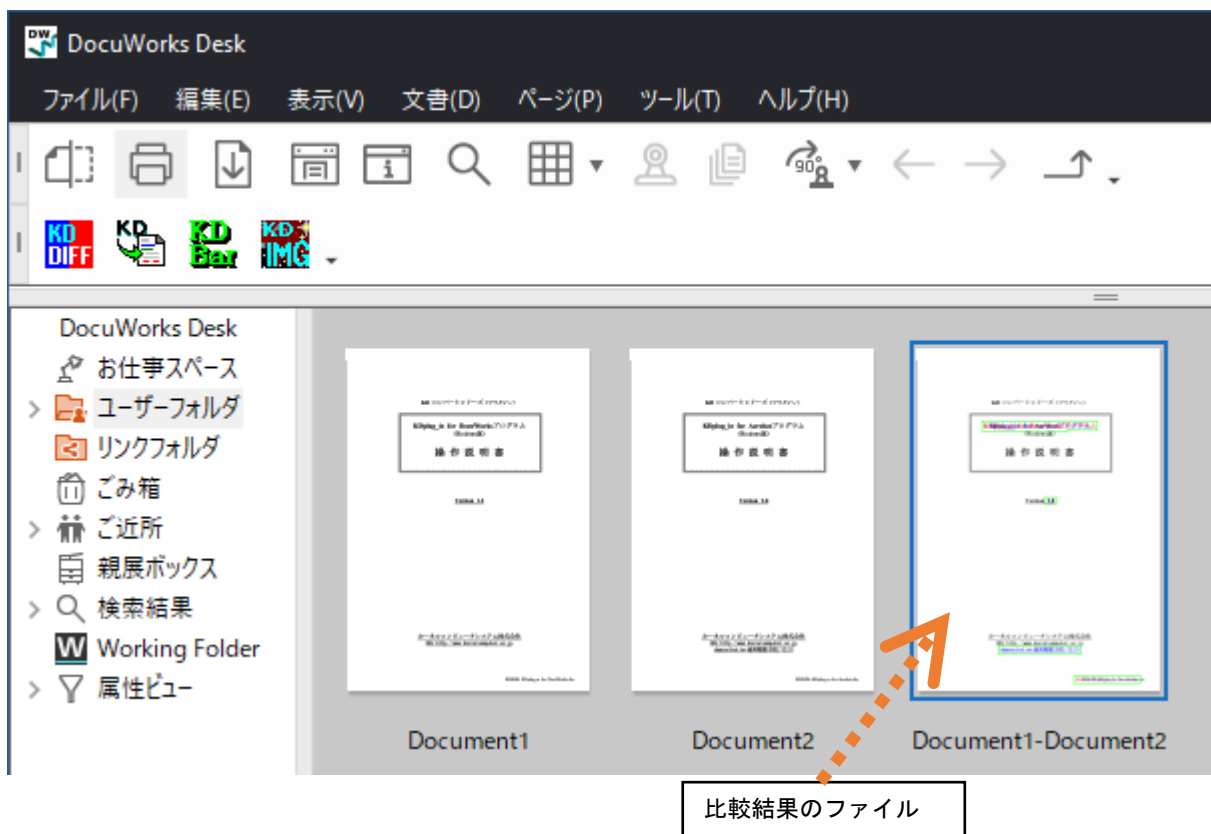 DW DocuWorks Desk
ファイル(F) 編集(E) 表示(V) 文書(D) ページ(P) ツール(T) ヘルプ(H)
90°
KD DIFF KD KD Bar KD IMG
DocuWorks Desk
お仕事スペース
ユーザーフォルダ
リンクフォルダ
ごみ箱
ご近所
親展ボックス
検索結果
W Working Folder
属性ビュー
操作説明書
操作説明書
操作説明書
Document1 Document2 Document1-Document2
比較結果のファイル